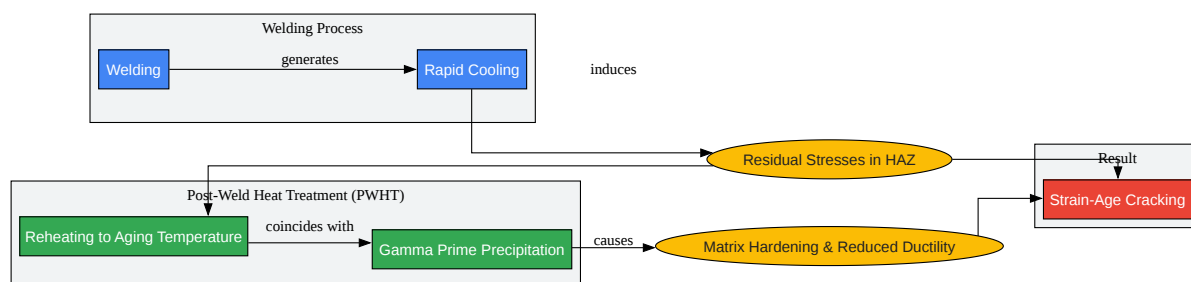 Welding Process
Welding
generates
Rapid Cooling
induces
Residual Stresses in HAZ
Result
Strain-Age Cracking
Post-Weld Heat Treatment (PWHT)
Reheating to Aging Temperature
coincides with
Gamma Prime Precipitation
causes
Matrix Hardening & Reduced Ductility